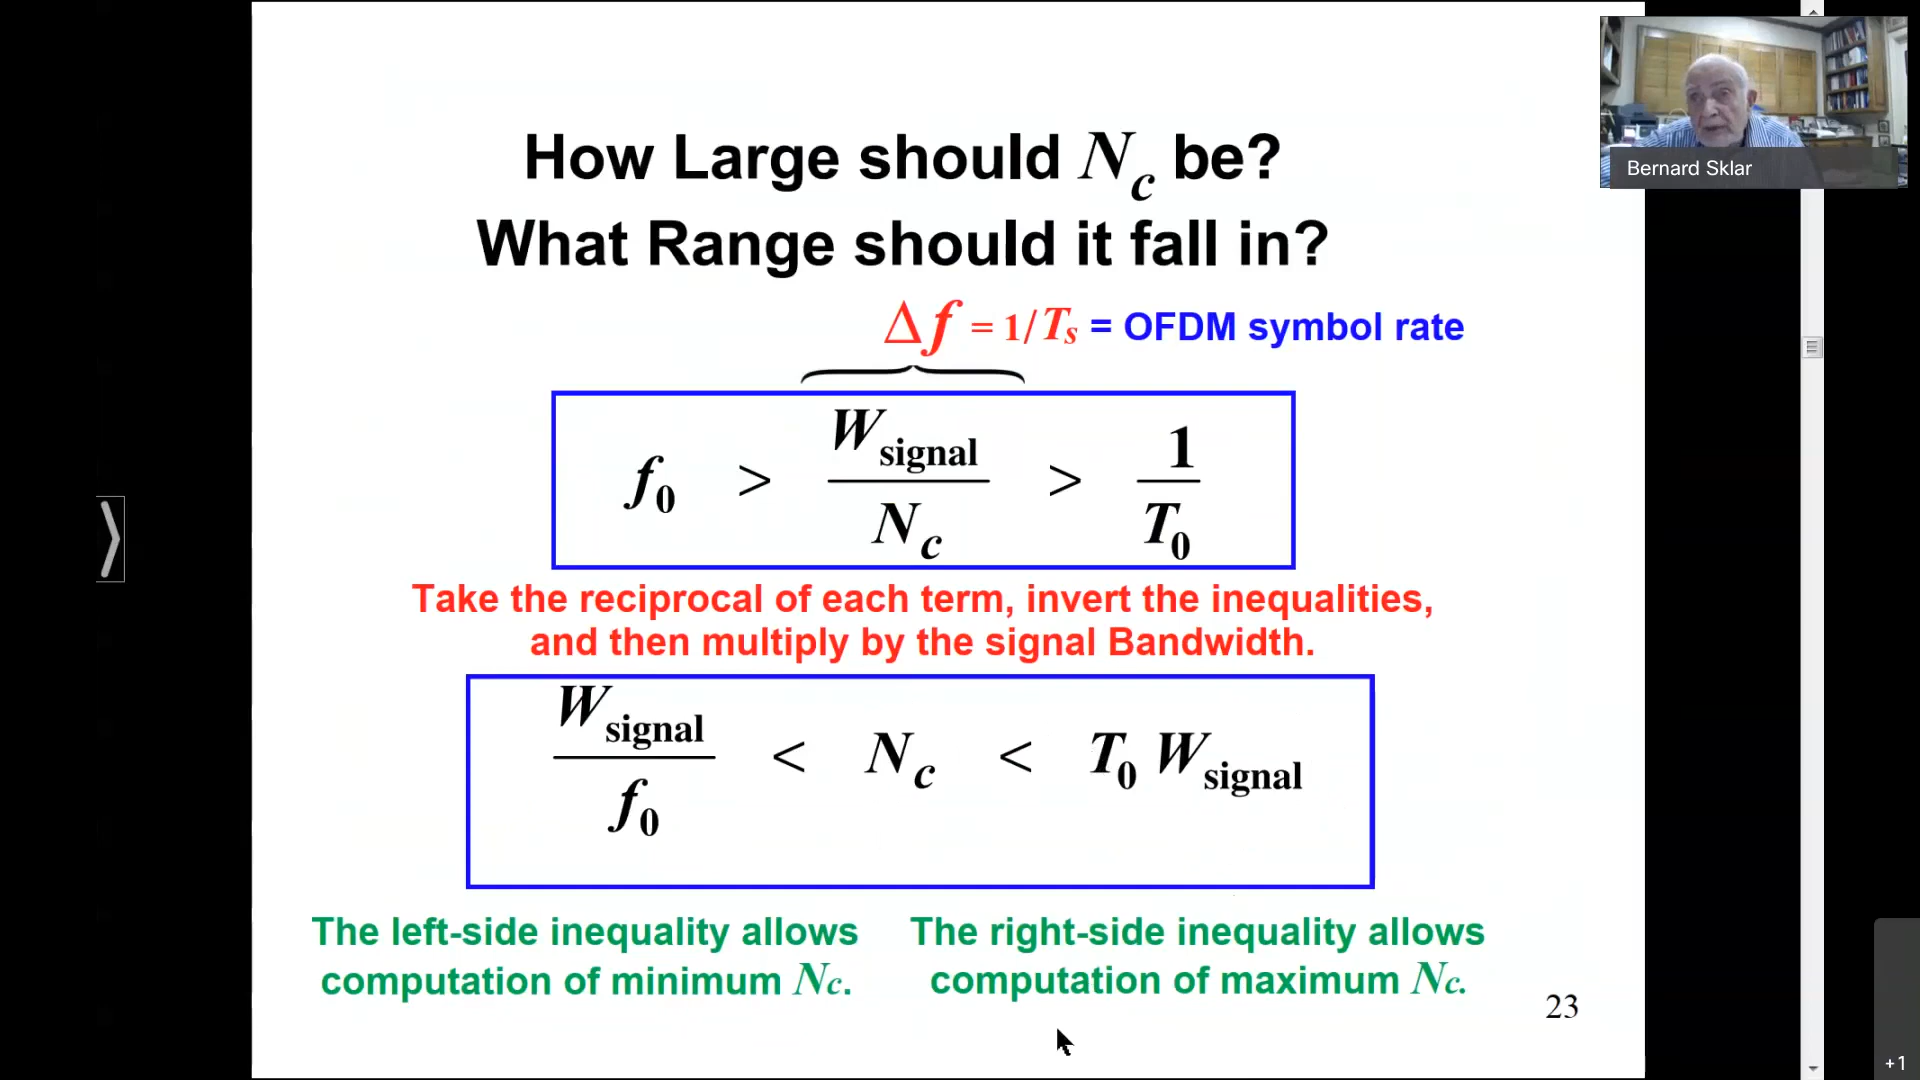 How Large should Nc be?
What Range should it fall in?
Δf = 1/Ts = OFDM symbol rate
f0 > Wsignal / Nc > 1 / T0
Take the reciprocal of each term, invert the inequalities,
and then multiply by the signal Bandwidth.
Wsignal / f0 < Nc < T0 Wsignal
The left-side inequality allows
computation of minimum Nc.
The right-side inequality allows
computation of maximum Nc.
23
Bernard Sklar
+1